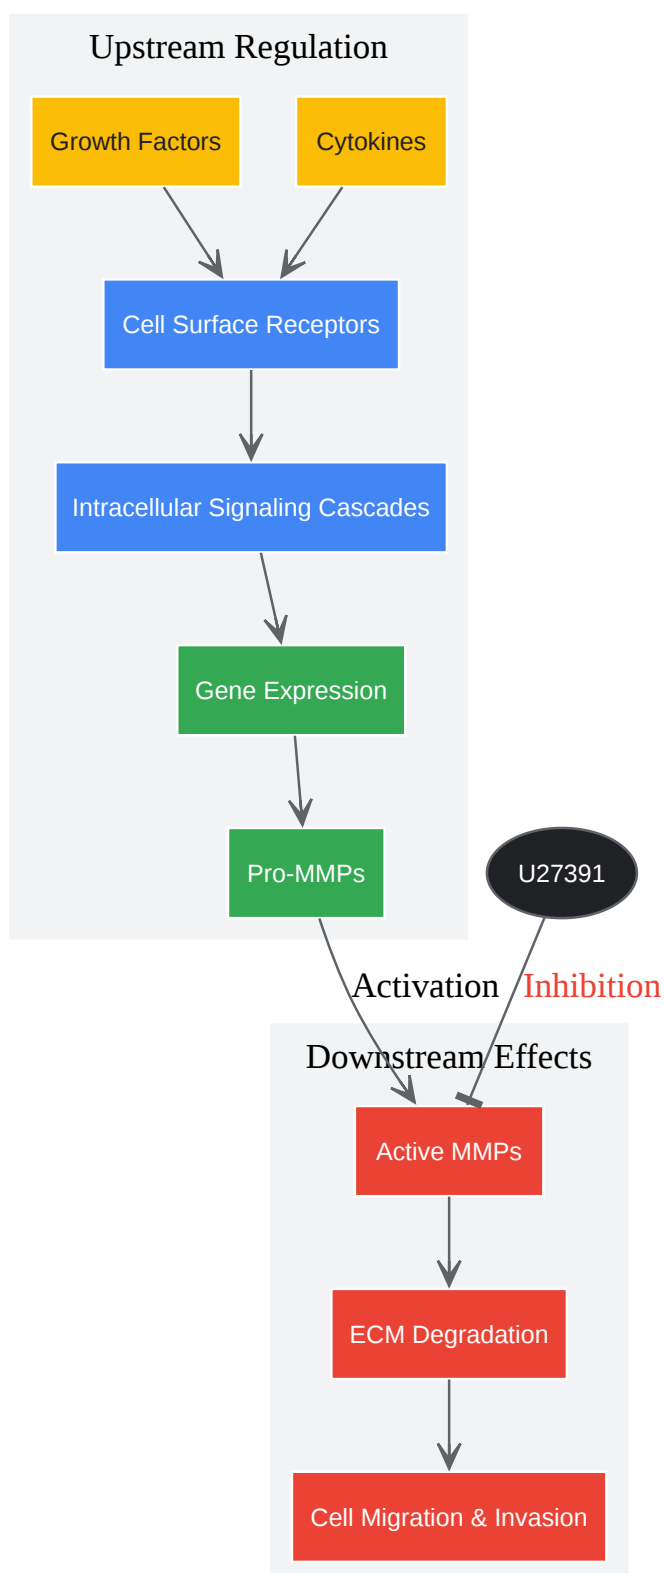 Upstream Regulation
Growth Factors
Cytokines
Cell Surface Receptors
Intracellular Signaling Cascades
Gene Expression
Pro-MMPs
U27391
Activation
Inhibition
Downstream Effects
Active MMPs
ECM Degradation
Cell Migration & Invasion